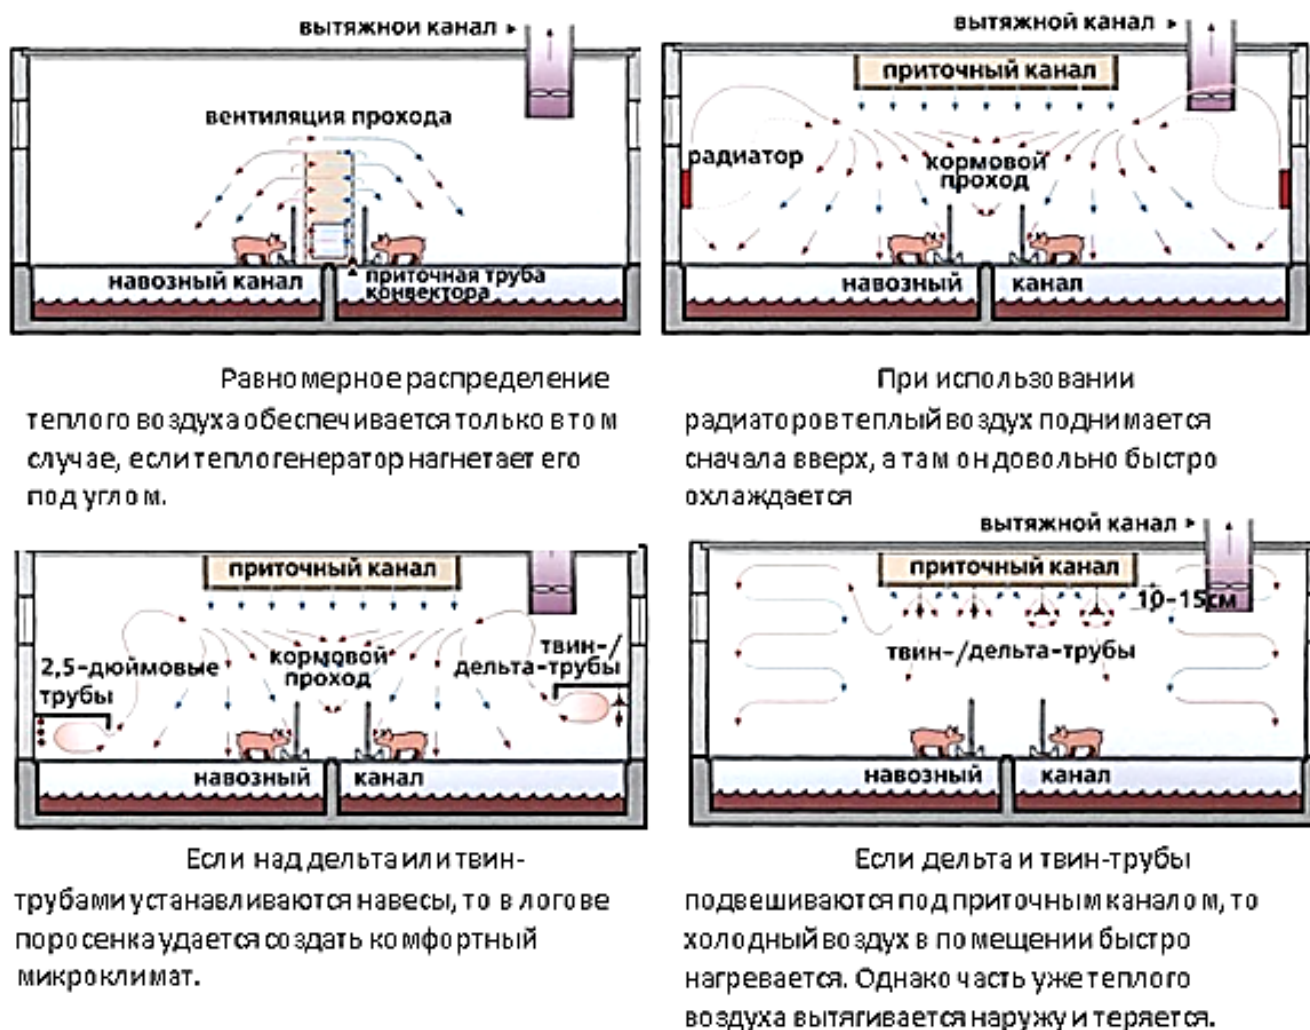 вытяжной канал
вентиляция прохода
навозный канал
приточная труба
конвектора
Равномерное распределение
теплого воздуха обеспечивается только в том
случае, если теплогенератор нагнетает его
под углом.
вытяжной канал
приточный канал
радиатор
кормовой
проход
навозный канал
При использовании
радиаторов теплый воздух поднимается
сначала вверх, а там он довольно быстро
охлаждается
приточный канал
2,5-дюймовые
трубы
кормовой
проход
твин-/
дельта-трубы
навозный канал
Если над дельта или твин-
трубами устанавливаются навесы, то в логове
поросенка удается создать комфортный
микроклимат.
вытяжной канал
приточный канал
10-15см
твин-/дельта-трубы
навозный канал
Если дельта и твин-трубы
подвешиваются под приточным каналом, то
холодный воздух в помещении быстро
нагревается. Однако часть уже теплого
воздуха вытягивается наружу и теряется.